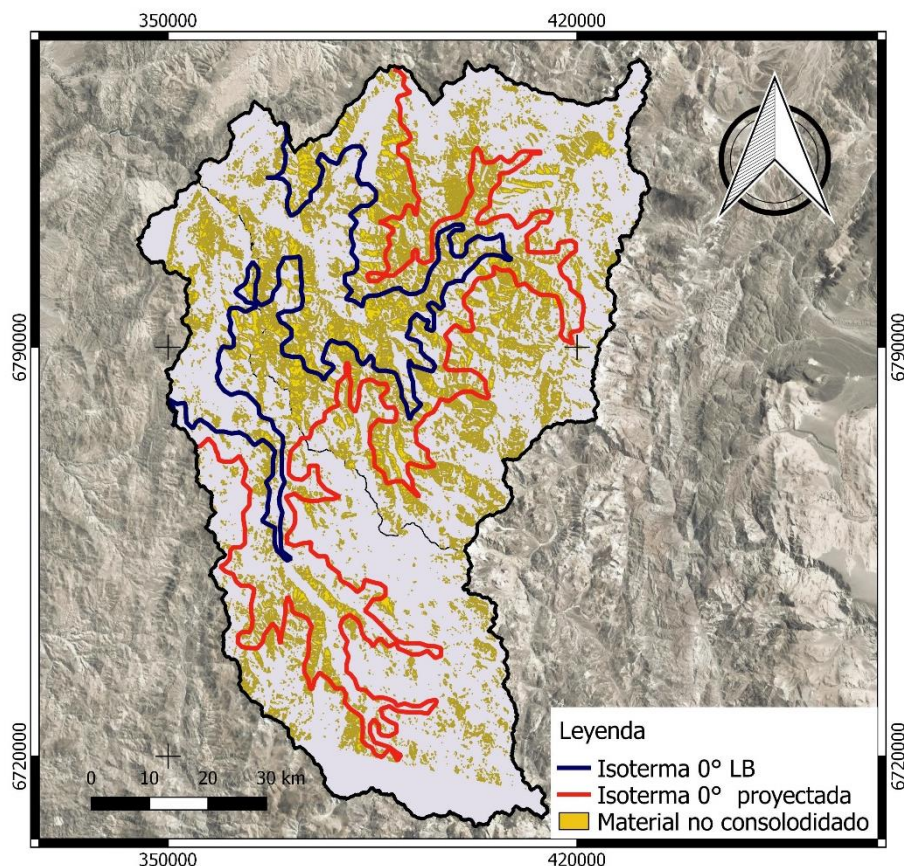 350000
420000
6790000
6790000
6720000
6720000
0
10
20
30 km
Leyenda
Isoterma 0° LB
Isoterma 0° proyectada
Material no consolodidado
350000
420000